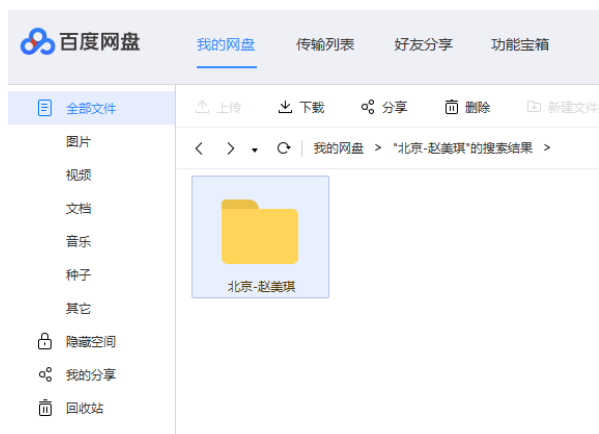 百度网盘 我的网盘 传输列表 好友分享 功能宝箱
全部文件 上传 下载 分享 删除 新建文件
图片
我的网盘 > "北京-赵美琪"的搜索结果 >
视频
文档
音乐
种子
北京-赵美琪
其它
隐藏空间
我的分享
回收站